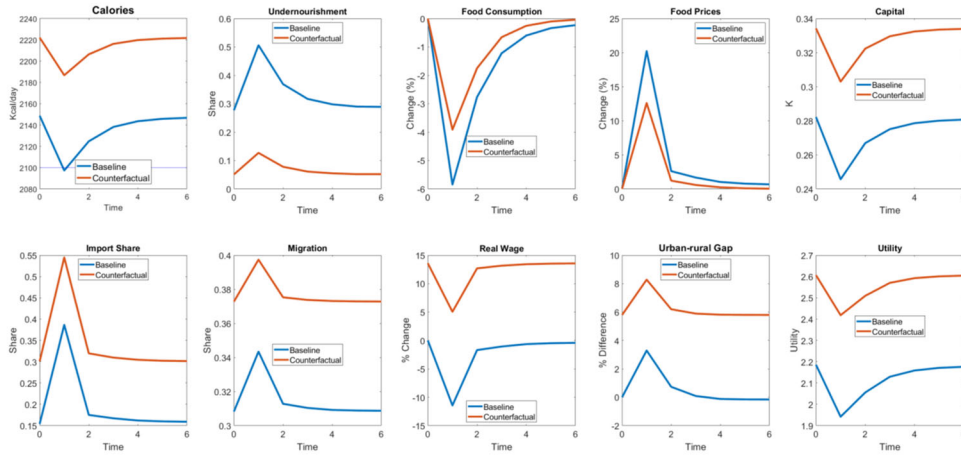 Calories
2240
2220
2200
2180
2160
2140
2120
2100
2080
0
2
4
6
Kcal/day
Time
Baseline
Counterfactual
Undernourishment
0.6
0.5
0.4
0.3
0.2
0.1
0
0
2
4
6
Share
Time
Baseline
Counterfactual
Food Consumption
0
-1
-2
-3
-4
-5
-6
0
2
4
6
Change (%)
Time
Baseline
Counterfactual
Food Prices
25
20
15
10
5
0
0
2
4
6
Change (%)
Time
Baseline
Counterfactual
Capital
0.34
0.32
0.3
0.28
0.26
0.24
0
2
4
6
K
Time
Baseline
Counterfactual
Import Share
0.55
0.5
0.45
0.4
0.35
0.3
0.25
0.2
0.15
0
2
4
6
Share
Time
Baseline
Counterfactual
Migration
0.4
0.38
0.36
0.34
0.32
0.3
0
2
4
6
Share
Time
Baseline
Counterfactual
Real Wage
15
10
5
0
-5
-10
-15
0
2
4
6
% Change
Time
Baseline
Counterfactual
Urban-rural Gap
10
8
6
4
2
0
-2
0
2
4
6
% Difference
Time
Baseline
Counterfactual
Utility
2.7
2.6
2.5
2.4
2.3
2.2
2.1
2
1.9
0
2
4
6
Utility
Time
Baseline
Counterfactual